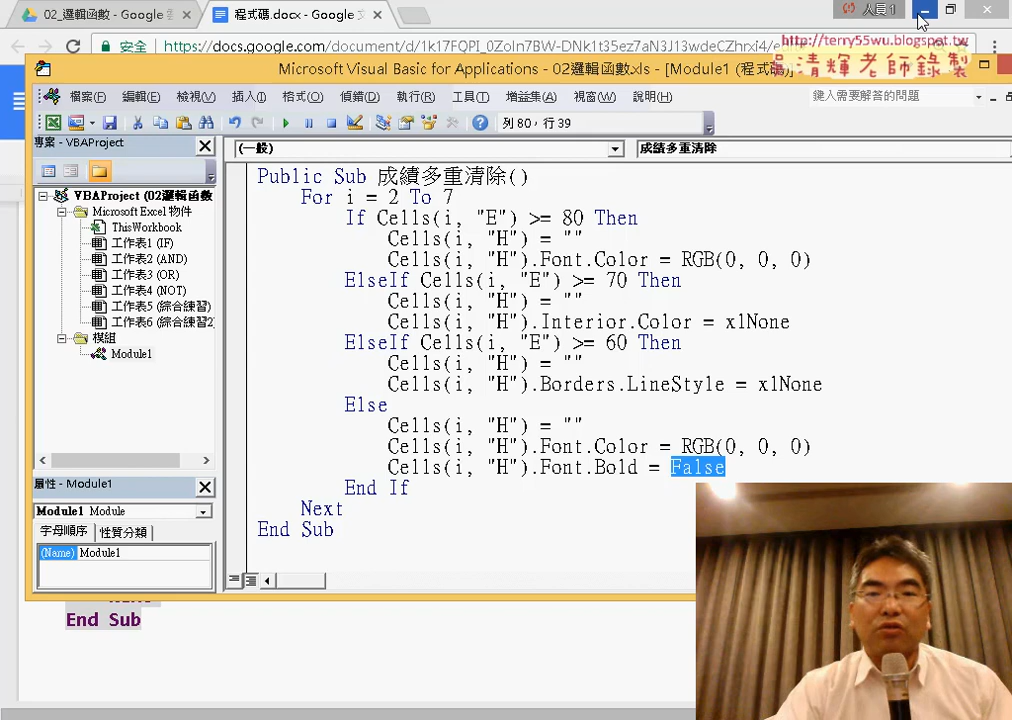 02_邏輯函數 - Google 雲
程式碼.docx - Google 文
人員 1
安全 https://docs.google.com/document/d/1k17FQPI_0ZoIn7BW-DNk1t35ez7aN3J13wdeCZhrxi4/e
http://terry55wu.blogspot.tw
吳清輝老師錄製
Microsoft Visual Basic for Applications - 02邏輯函數.xls - [Module1 (程式碼)]
檔案(F) 編輯(E) 檢視(V) 插入(I) 格式(O) 偵錯(D) 執行(R) 工具(T) 增益集(A) 視窗(W) 說明(H) 鍵入需要解答的問題
列 80，行 39
專案 - VBAProject
(一般) 成績多重清除
VBAProject (02邏輯函數
Microsoft Excel 物件
ThisWorkbook
工作表1 (IF)
工作表2 (AND)
工作表3 (OR)
工作表4 (NOT)
工作表5 (綜合練習)
工作表6 (綜合練習2
模組
Module1
屬性 - Module1
Module1 Module
字母順序 性質分類
(Name) Module1
Public Sub 成績多重清除()
For i = 2 To 7
If Cells(i, "E") >= 80 Then
Cells(i, "H") = ""
Cells(i, "H").Font.Color = RGB(0, 0, 0)
ElseIf Cells(i, "E") >= 70 Then
Cells(i, "H") = ""
Cells(i, "H").Interior.Color = xlNone
ElseIf Cells(i, "E") >= 60 Then
Cells(i, "H") = ""
Cells(i, "H").Borders.LineStyle = xlNone
Else
Cells(i, "H") = ""
Cells(i, "H").Font.Color = RGB(0, 0, 0)
Cells(i, "H").Font.Bold = False
End If
Next
End Sub
End Sub